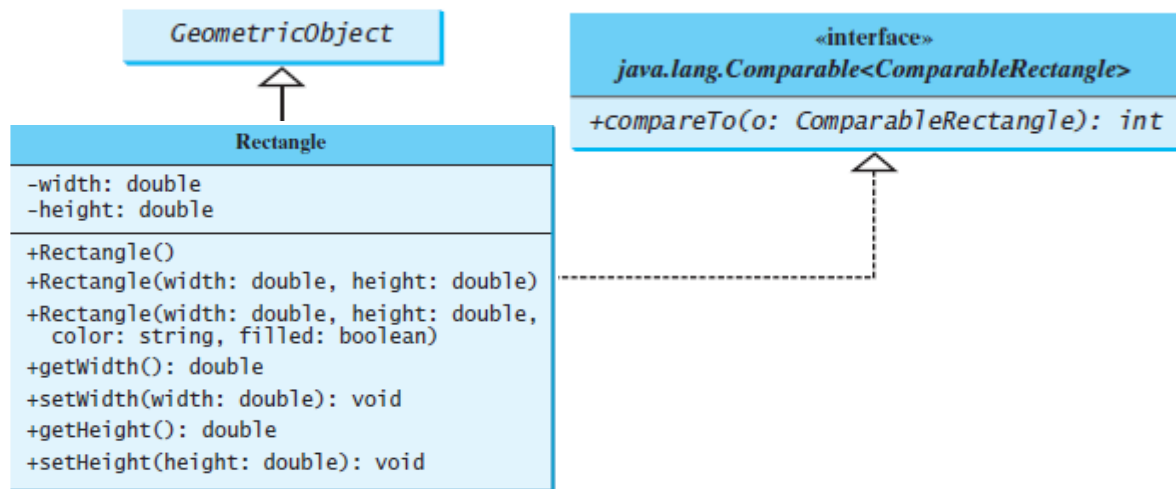 GeometricObject
Rectangle
-width: double
-height: double
+Rectangle()
+Rectangle(width: double, height: double)
+Rectangle(width: double, height: double,
color: string, filled: boolean)
+getWidth(): double
+setWidth(width: double): void
+getHeight(): double
+setHeight(height: double): void
«interface»
java.lang.Comparable<ComparableRectangle>
+compareTo(o: ComparableRectangle): int